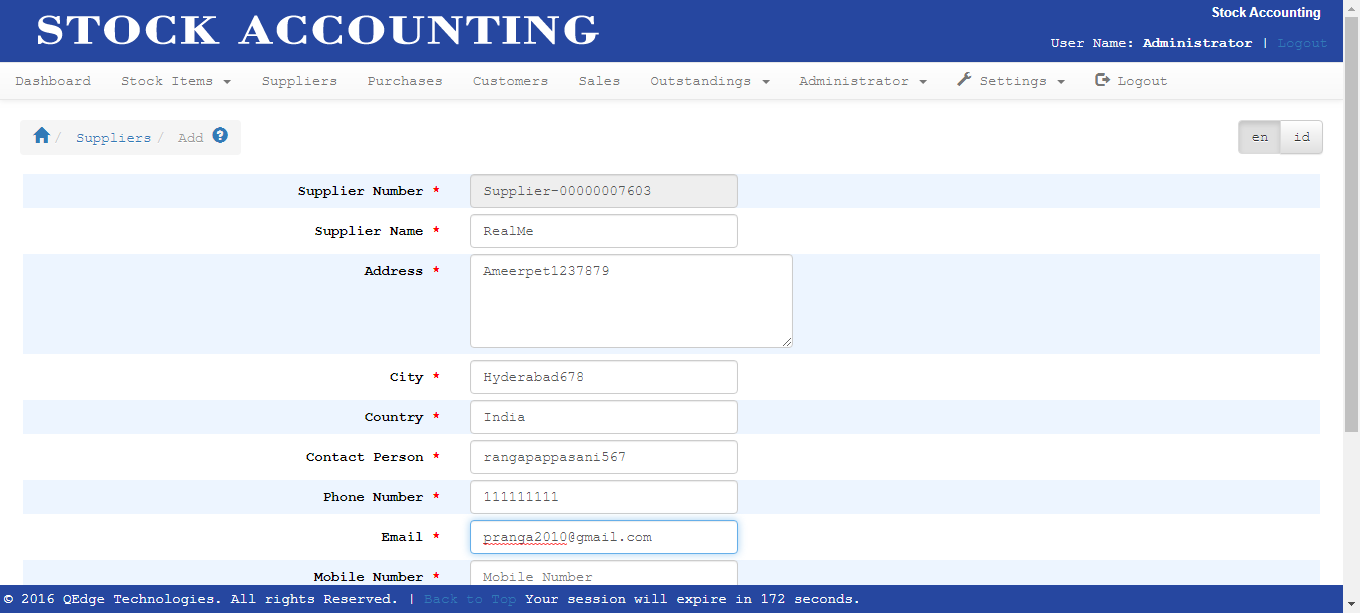 STOCK ACCOUNTING
Stock Accounting
User Name: Administrator | Logout
Dashboard Stock Items Suppliers Purchases Customers Sales Outstandings Administrator Settings Logout
/ Suppliers / Add ?
en id
Supplier Number * Supplier-00000007603
Supplier Name * RealMe
Address * Ameerpet1237879
City * Hyderabad678
Country * India
Contact Person * rangapappasani567
Phone Number * 111111111
Email * pranga2010@gmail.com
Mobile Number * Mobile Number
© 2016 QEdge Technologies. All rights Reserved. | Back to Top Your session will expire in 172 seconds.